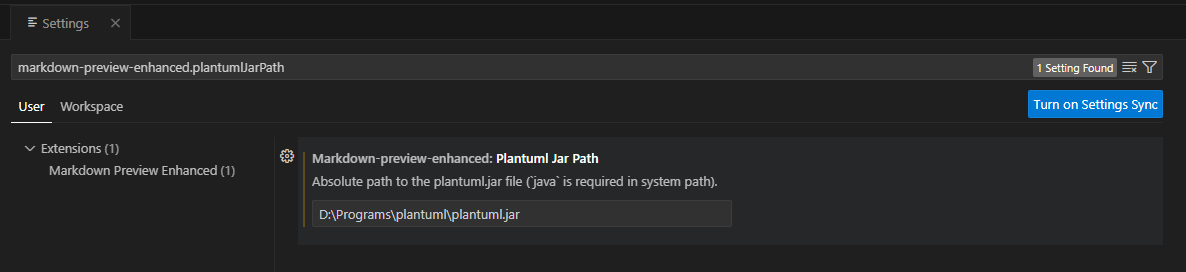 Settings
markdown-preview-enhanced.plantumlJarPath
1 Setting Found
User
Workspace
Turn on Settings Sync
Extensions (1)
Markdown Preview Enhanced (1)
Markdown-preview-enhanced: Plantuml Jar Path
Absolute path to the plantuml.jar file (`java` is required in system path).
D:\Programs\plantuml\plantuml.jar